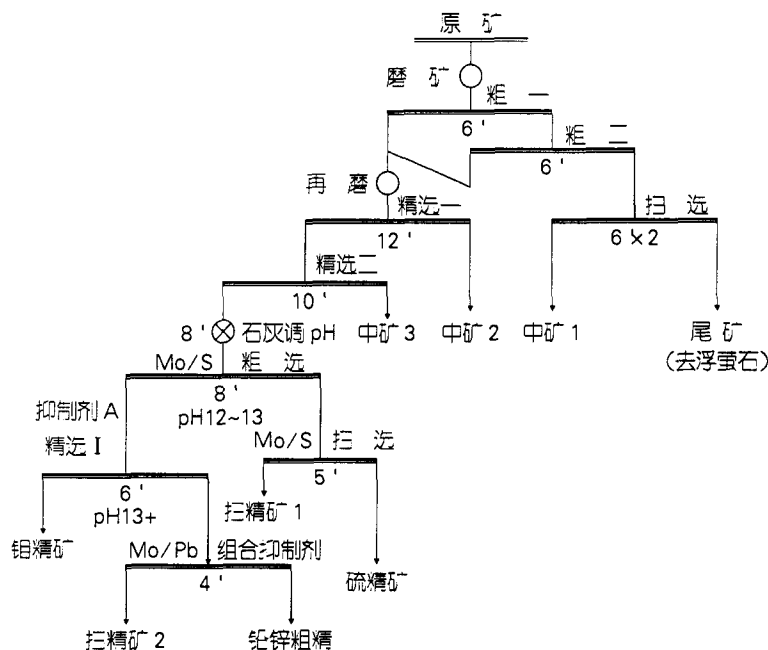 原 矿
磨 矿
粗 一
6'
粗 二
6'
再 磨
精选一
12'
扫 选
6'×2
精选二
10'
8' 石灰调 pH
中矿 3
中矿 2
中矿 1
尾 矿
(去浮萤石)
Mo/S 粗 选
8'
pH12~13
抑制剂 A
精选 I
Mo/S 扫 选
5'
6'
pH13+
扫精矿 1
钼精矿
Mo/Pb 组合抑制剂
4'
硫精矿
扫精矿 2
铅锌粗精